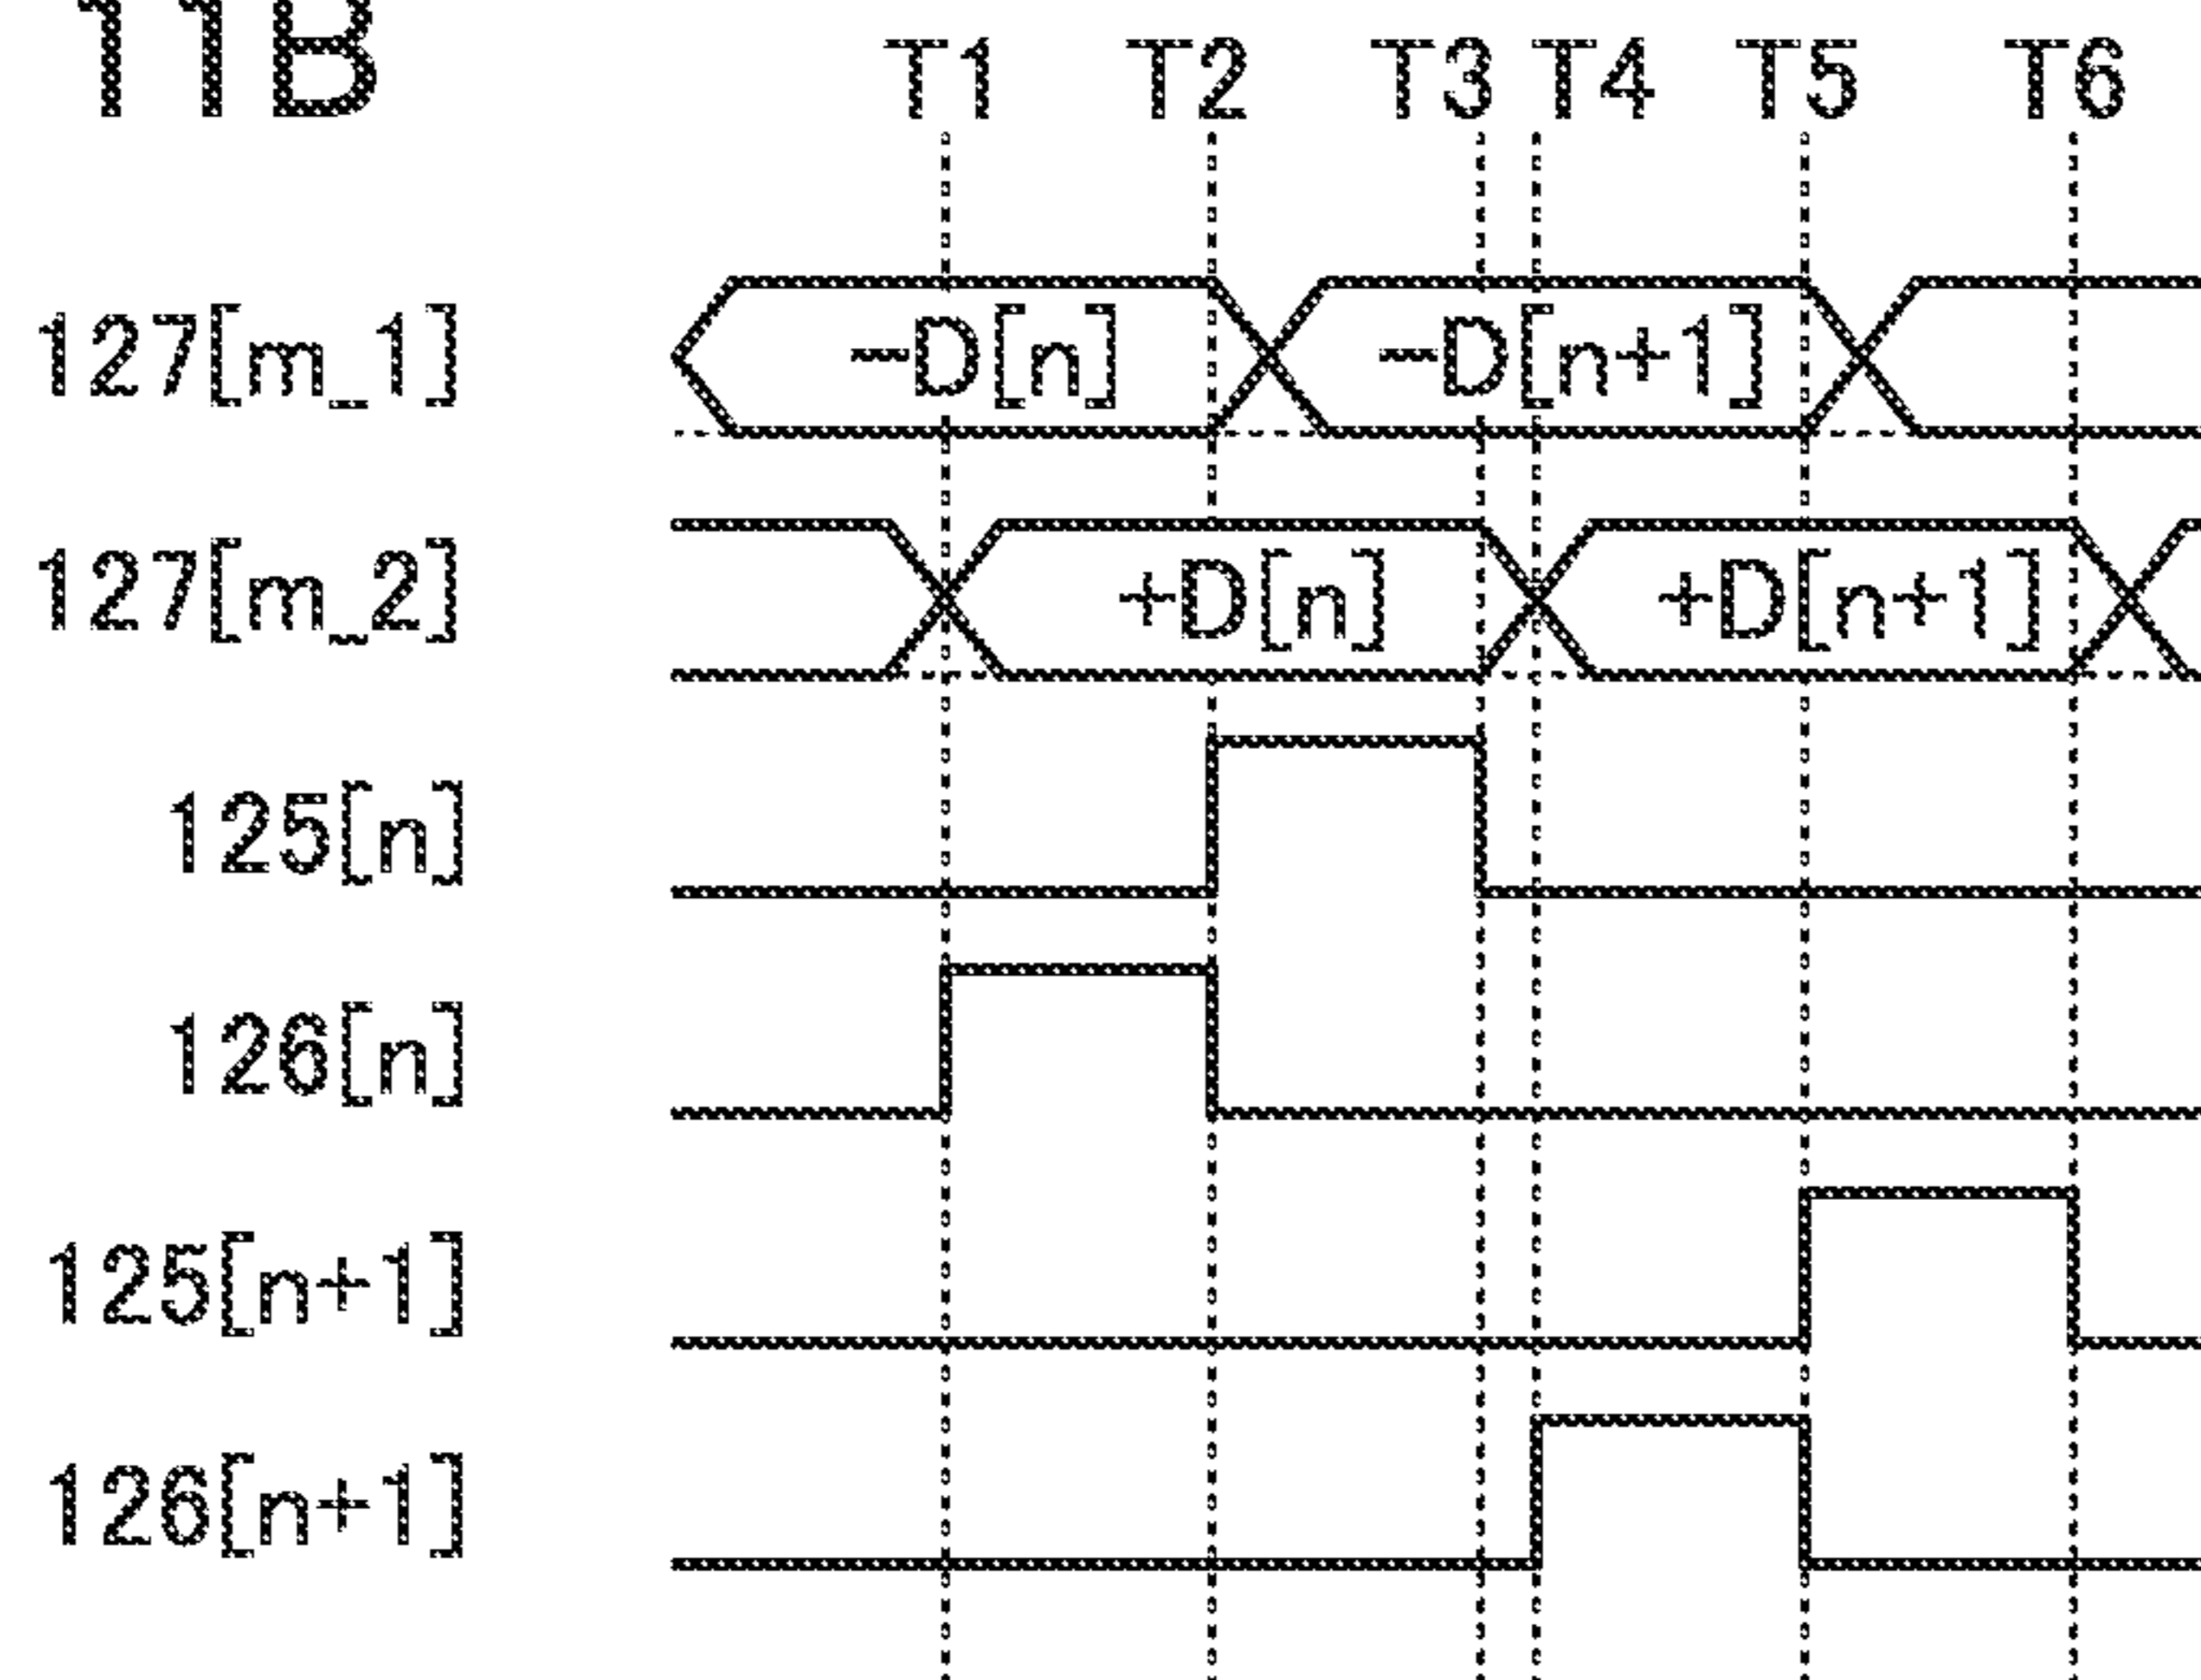 11B
T1 T2 T3 T4 T5 T6
127[m_1] -D[n] -D[n+1]
127[m_2] +D[n] +D[n+1]
125[n]
126[n]
125[n+1]
126[n+1]